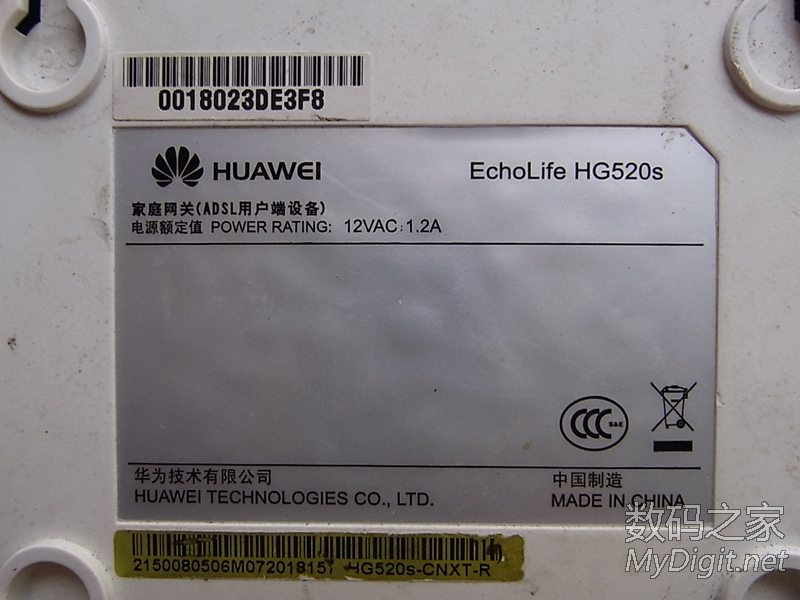 0018023DE3F8
HUAWEI EchoLife HG520s
家庭网关(ADSL用户端设备)
电源额定值 POWER RATING: 12VAC 1.2A
CCC S&E
华为技术有限公司 中国制造
HUAWEI TECHNOLOGIES CO., LTD. MADE IN CHINA
HG520s-CNXT-R
数码之家
MyDigit.net